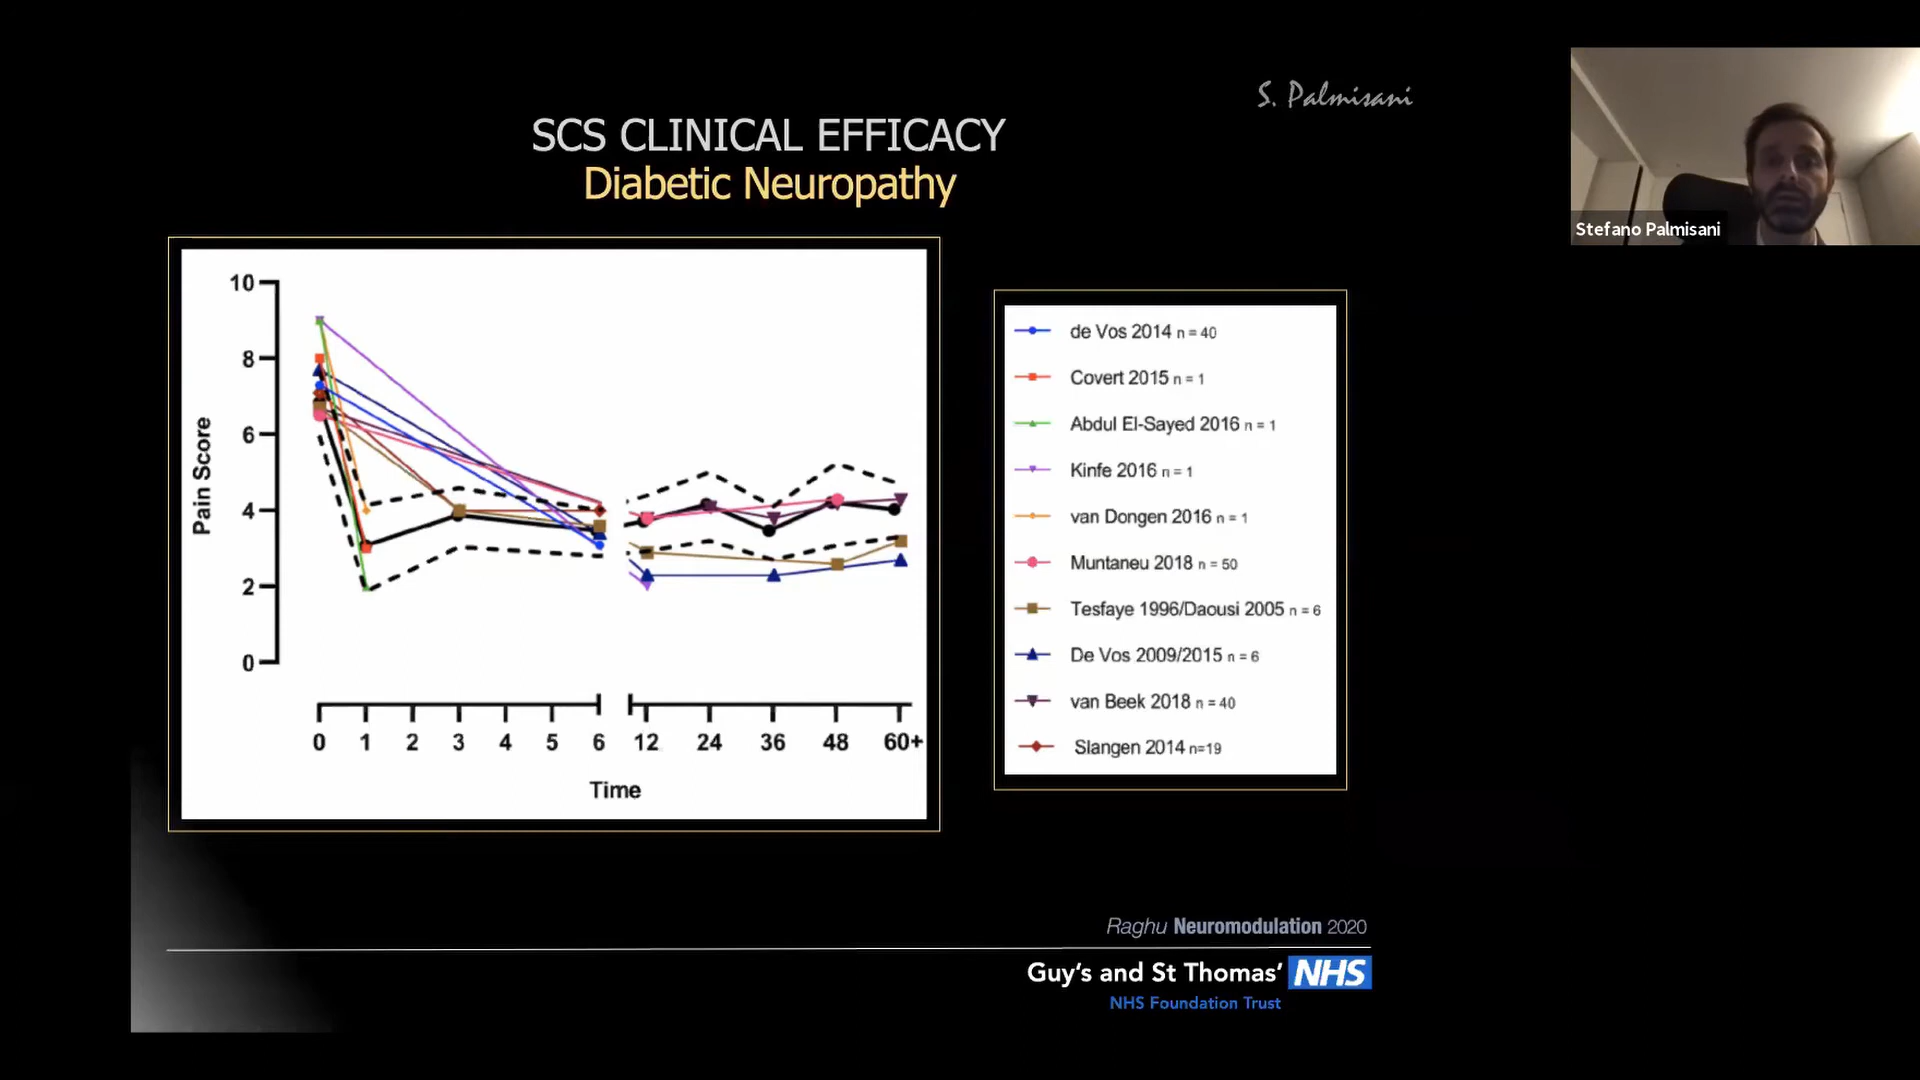 S. Palmisani
SCS CLINICAL EFFICACY
Diabetic Neuropathy
Stefano Palmisani
10
8
6
4
2
0
Pain Score
0 1 2 3 4 5 6 12 24 36 48 60+
Time
de Vos 2014 n = 40
Covert 2015 n = 1
Abdul El-Sayed 2016 n = 1
Kinfe 2016 n = 1
van Dongen 2016 n = 1
Muntaneu 2018 n = 50
Tesfaye 1996/Daousi 2005 n = 6
De Vos 2009/2015 n = 6
van Beek 2018 n = 40
Slangen 2014 n=19
Raghu Neuromodulation 2020
Guy's and St Thomas' NHS
NHS Foundation Trust